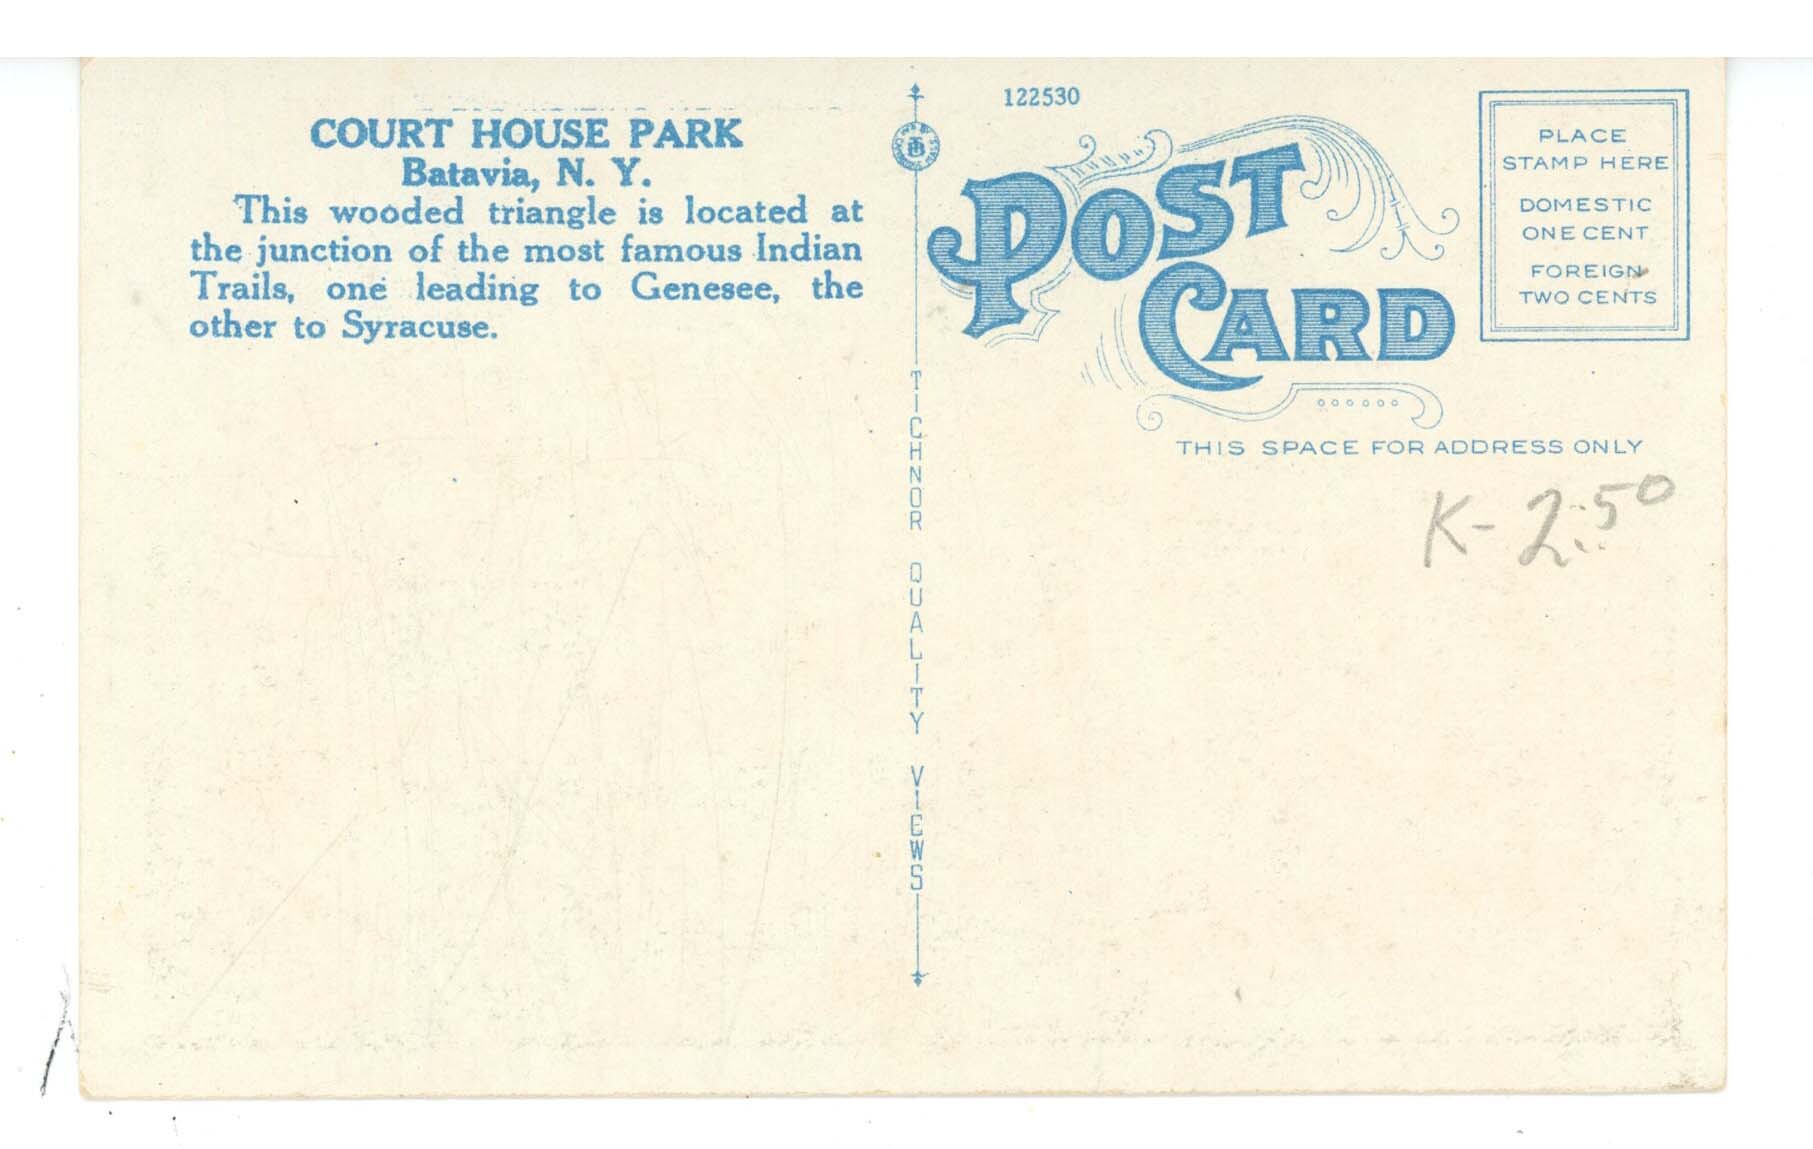 COURT HOUSE PARK
Batavia, N. Y.
This wooded triangle is located at
the junction of the most famous Indian
Trails, one leading to Genesee, the
other to Syracuse.
TICHNOR QUALITY VIEWS
122530
POST CARD
PLACE
STAMP HERE
DOMESTIC
ONE CENT
FOREIGN
TWO CENTS
THIS SPACE FOR ADDRESS ONLY
K- 2.50